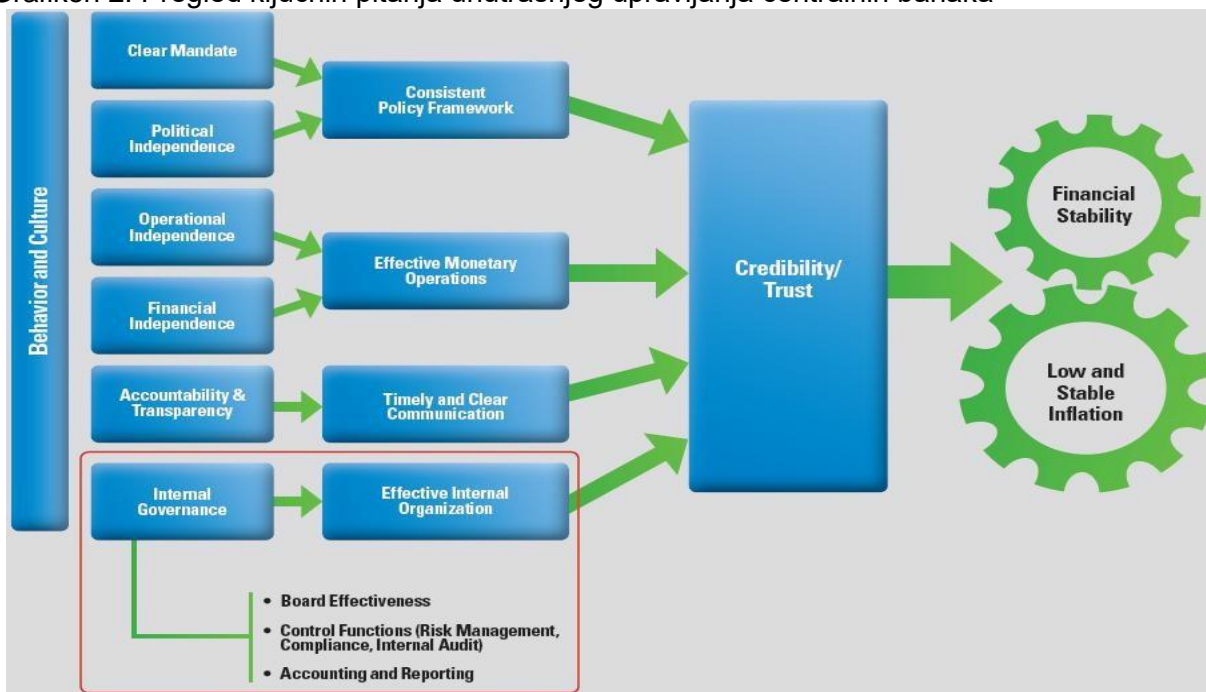 Grafikon 2. Pregled ključnih pitanja unutrašnjeg upravljanja centralnih banaka
Behavior and Culture
Clear Mandate
Political
Independence
Operational
Independence
Financial
Independence
Accountability &
Transparency
Internal
Governance
Consistent
Policy Framework
Effective Monetary
Operations
Timely and Clear
Communication
Effective Internal
Organization
Credibility/
Trust
Financial
Stability
Low and
Stable
Inflation
• Board Effectiveness
• Control Functions (Risk Management,
Compliance, Internal Audit)
• Accounting and Reporting